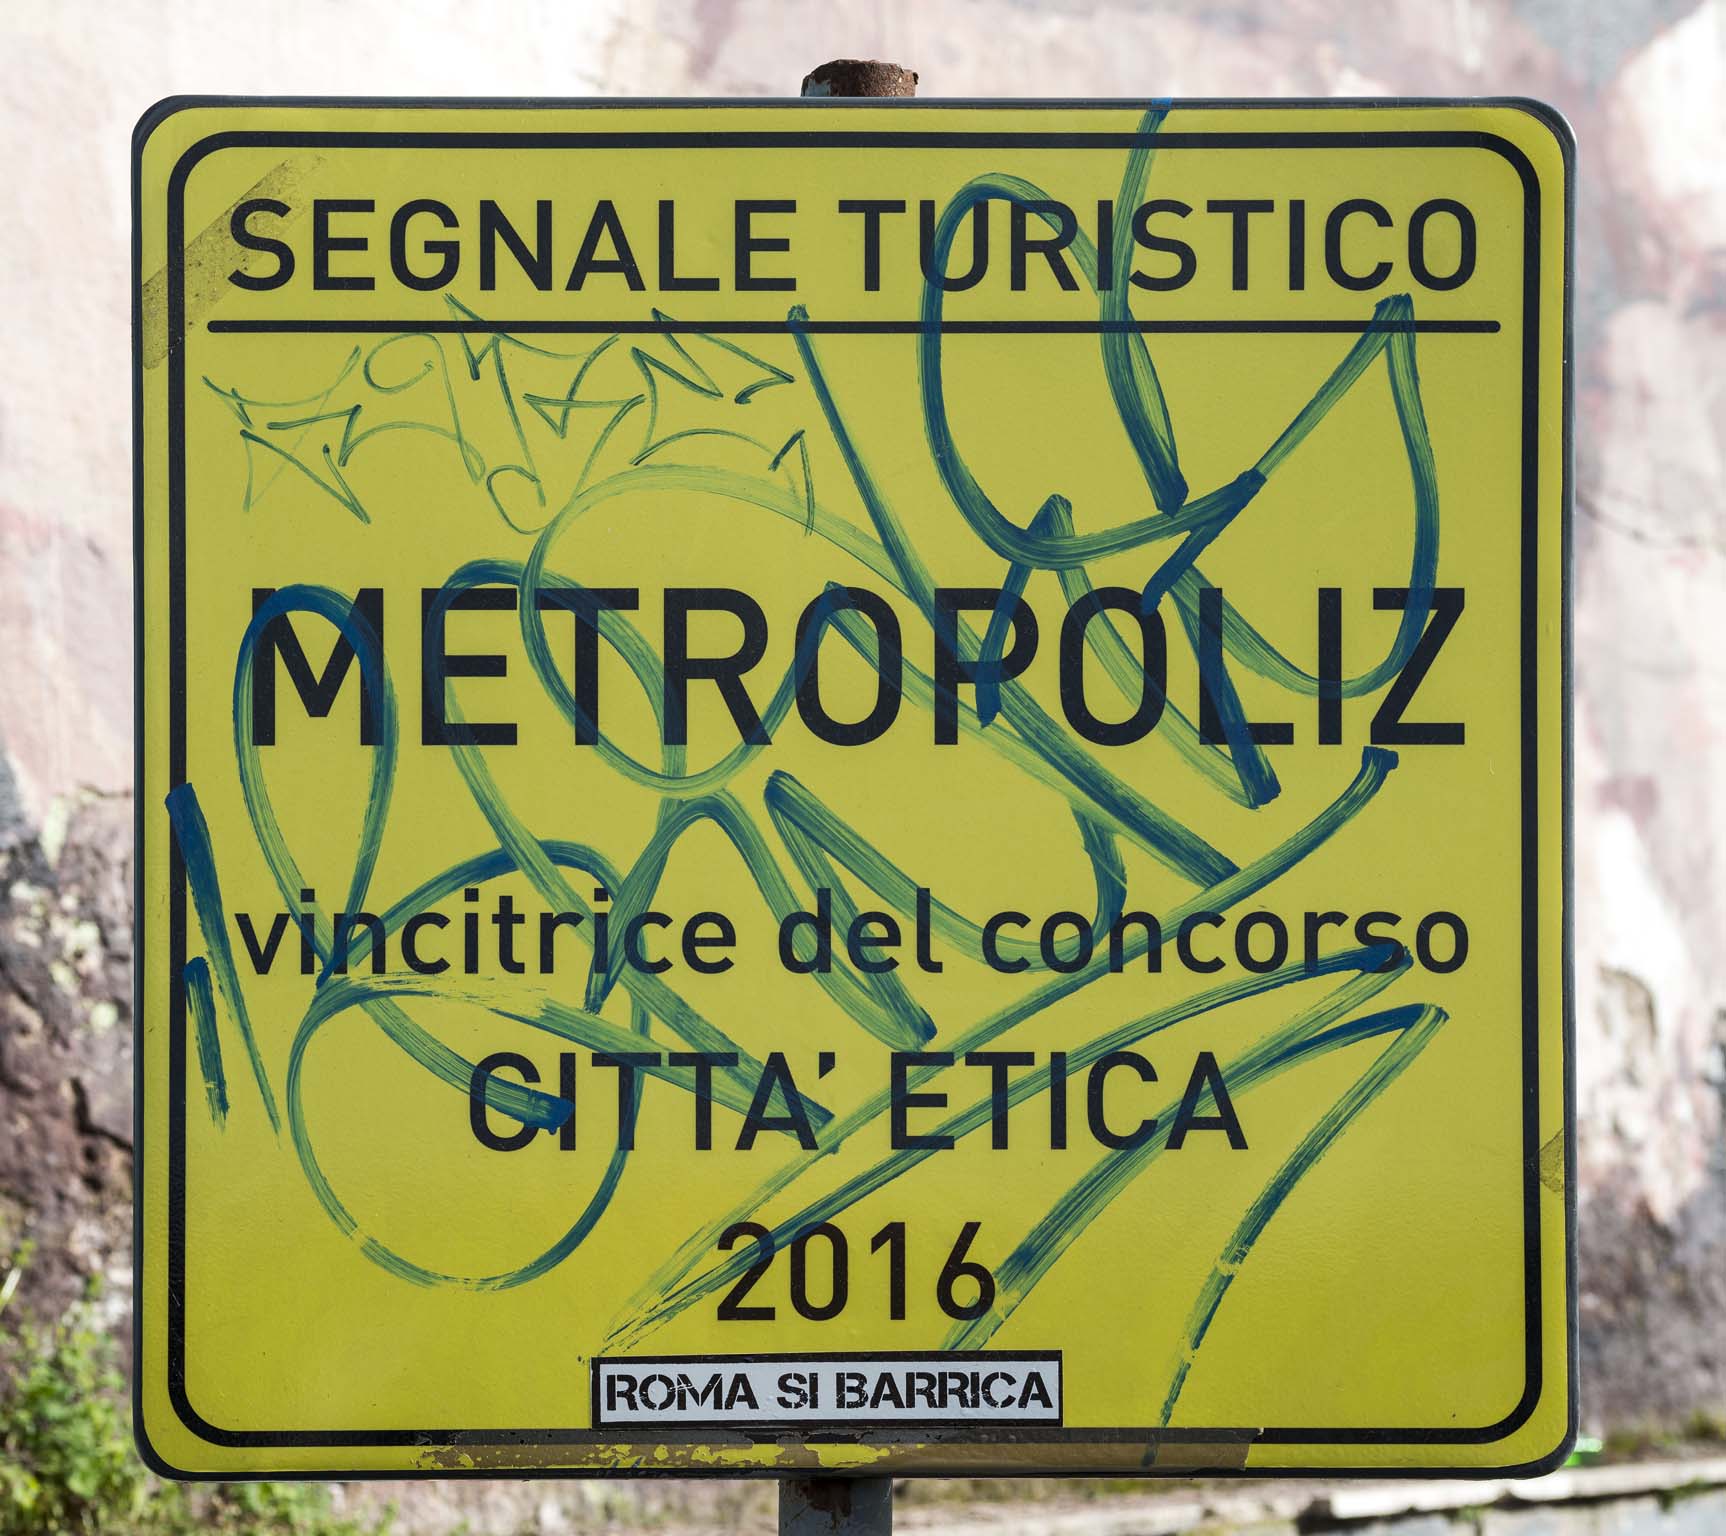 SEGNALE TURISTICO
METROPOLIZ
vincitrice del concorso
CITTA' ETICA
2016
ROMA SI BARRICA